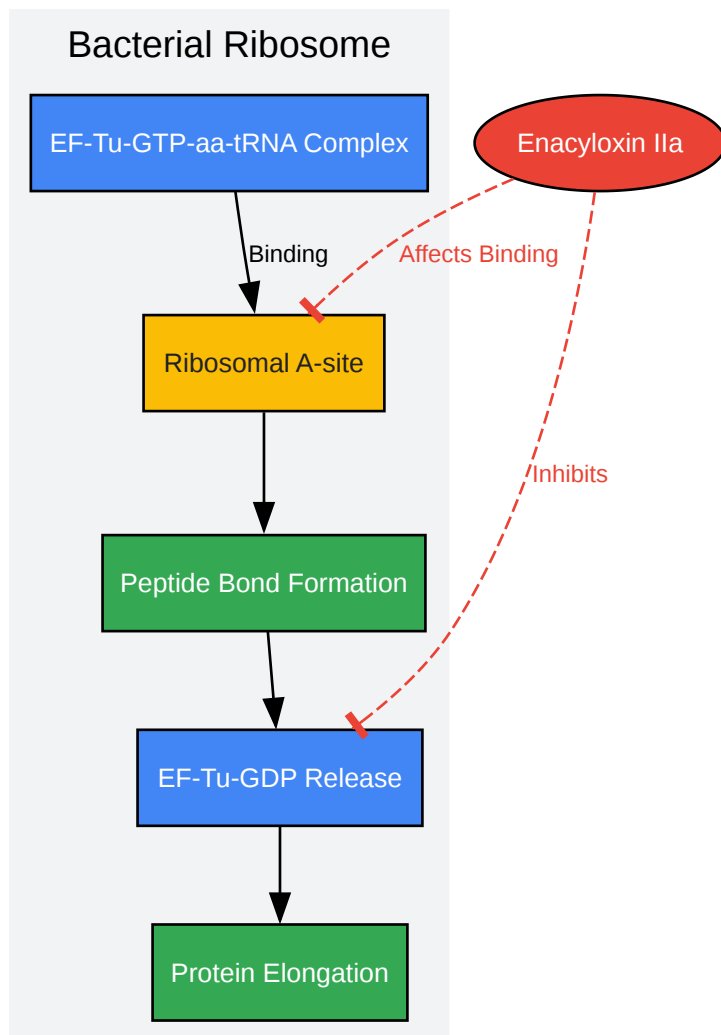 Bacterial Ribosome
EF-Tu-GTP-aa-tRNA Complex
Enacyloxin IIa
Binding
Affects Binding
Ribosomal A-site
Inhibits
Peptide Bond Formation
EF-Tu-GDP Release
Protein Elongation